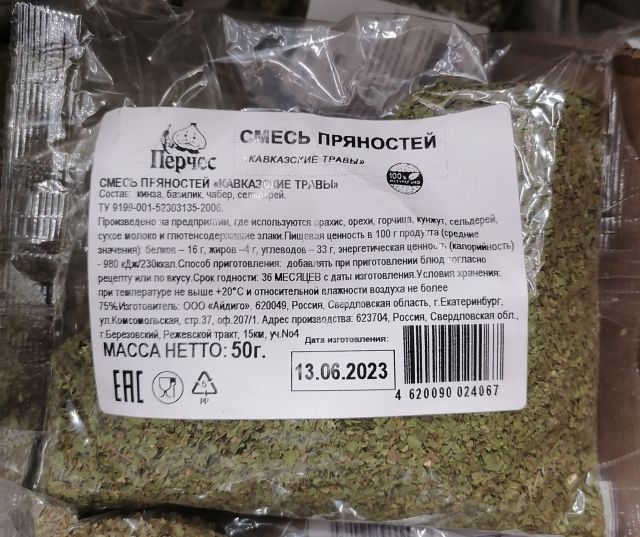 Перчес
СМЕСЬ ПРЯНОСТЕЙ
«КАВКАЗСКИЕ ТРАВЫ»
100%
СМЕСЬ ПРЯНОСТЕЙ «КАВКАЗСКИЕ ТРАВЫ»
Состав: кинза, базилик, чабер, сельдерей.
ТУ 9199-001-52303135-2006.
Произведено на предприятии, где используются арахис, орехи, горчица, кунжут, сельдерей,
сухое молоко и глютеносодержащие злаки.Пищевая ценность в 100 г продукта (средние
значения): белков – 16 г, жиров –4 г, углеводов – 33 г, энергетическая ценность (калорийность)
- 980 кДж/230ккал.Способ приготовления: добавлять при приготовлении блюд согласно
рецепту или по вкусу.Срок годности: 36 МЕСЯЦЕВ с даты изготовления.Условия хранения:
при температуре не выше +20°С и относительной влажности воздуха не более
75%Изготовитель: ООО «Айдиго». 620049, Россия, Свердловская область, г.Екатеринбург,
ул.Комсомольская, стр.37, оф.207/1. Адрес производства: 623704, Россия, Свердловская обл.,
г.Березовский, Режевской тракт, 15км, уч.No4
МАССА НЕТТО: 50г.
Дата изготовления:
13.06.2023
ЕАС
5
PP
4 620090 024067